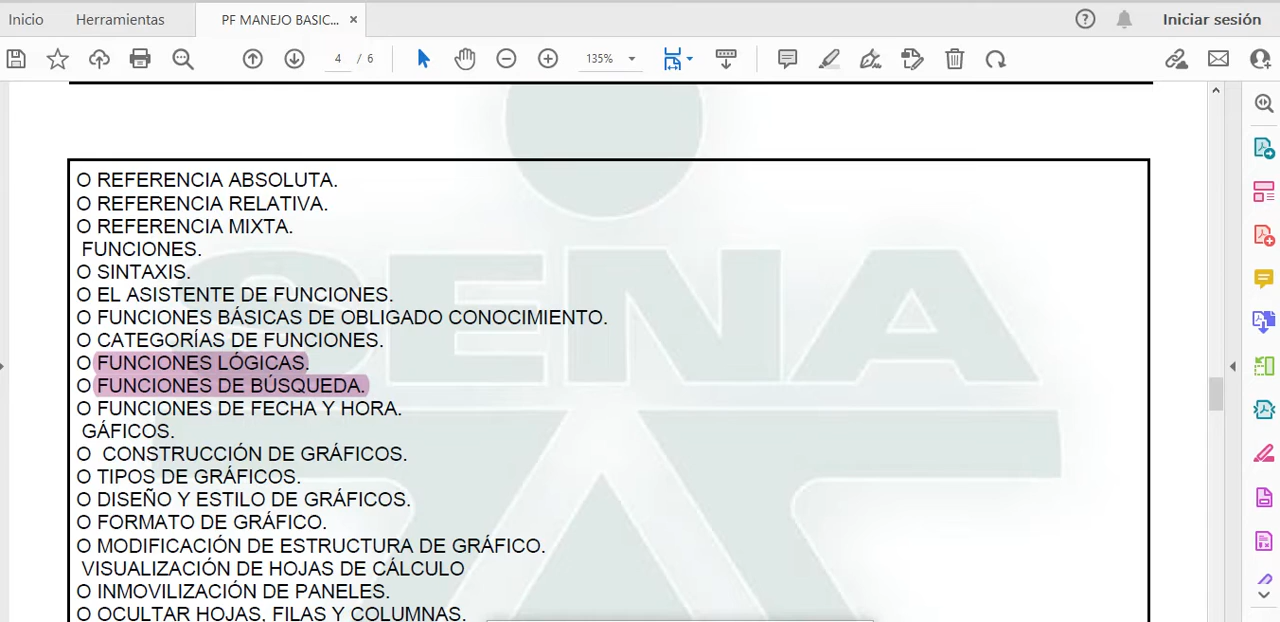 Inicio Herramientas PF MANEJO BASIC... × Iniciar sesión
4 / 6 135%
SENA
O REFERENCIA ABSOLUTA.
O REFERENCIA RELATIVA.
O REFERENCIA MIXTA.
FUNCIONES.
O SINTAXIS.
O EL ASISTENTE DE FUNCIONES.
O FUNCIONES BÁSICAS DE OBLIGADO CONOCIMIENTO.
O CATEGORÍAS DE FUNCIONES.
O FUNCIONES LÓGICAS.
O FUNCIONES DE BÚSQUEDA.
O FUNCIONES DE FECHA Y HORA.
GÁFICOS.
O CONSTRUCCIÓN DE GRÁFICOS.
O TIPOS DE GRÁFICOS.
O DISEÑO Y ESTILO DE GRÁFICOS.
O FORMATO DE GRÁFICO.
O MODIFICACIÓN DE ESTRUCTURA DE GRÁFICO.
VISUALIZACIÓN DE HOJAS DE CÁLCULO
O INMOVILIZACIÓN DE PANELES.
O OCULTAR HOJAS, FILAS Y COLUMNAS.